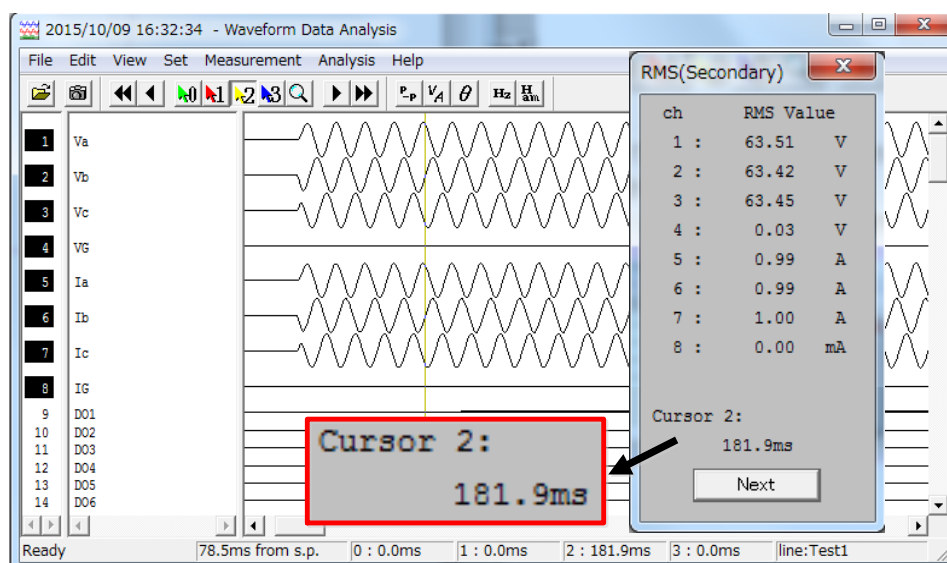 2015/10/09 16:32:34 - Waveform Data Analysis
File Edit View Set Measurement Analysis Help
0 1 2 3 P-P V/A θ Hz Ham
1 Va
2 Vb
3 Vc
4 VG
5 Ia
6 Ib
7 Ic
8 IG
9 DO1
10 DO2
11 DO3
12 DO4
13 DO5
14 DO6
Cursor 2:
181.9ms
RMS(Secondary)
ch RMS Value
1 : 63.51 V
2 : 63.42 V
3 : 63.45 V
4 : 0.03 V
5 : 0.99 A
6 : 0.99 A
7 : 1.00 A
8 : 0.00 mA
Cursor 2:
181.9ms
Next
Ready 78.5ms from s.p. 0 : 0.0ms 1 : 0.0ms 2 : 181.9ms 3 : 0.0ms line:Test1